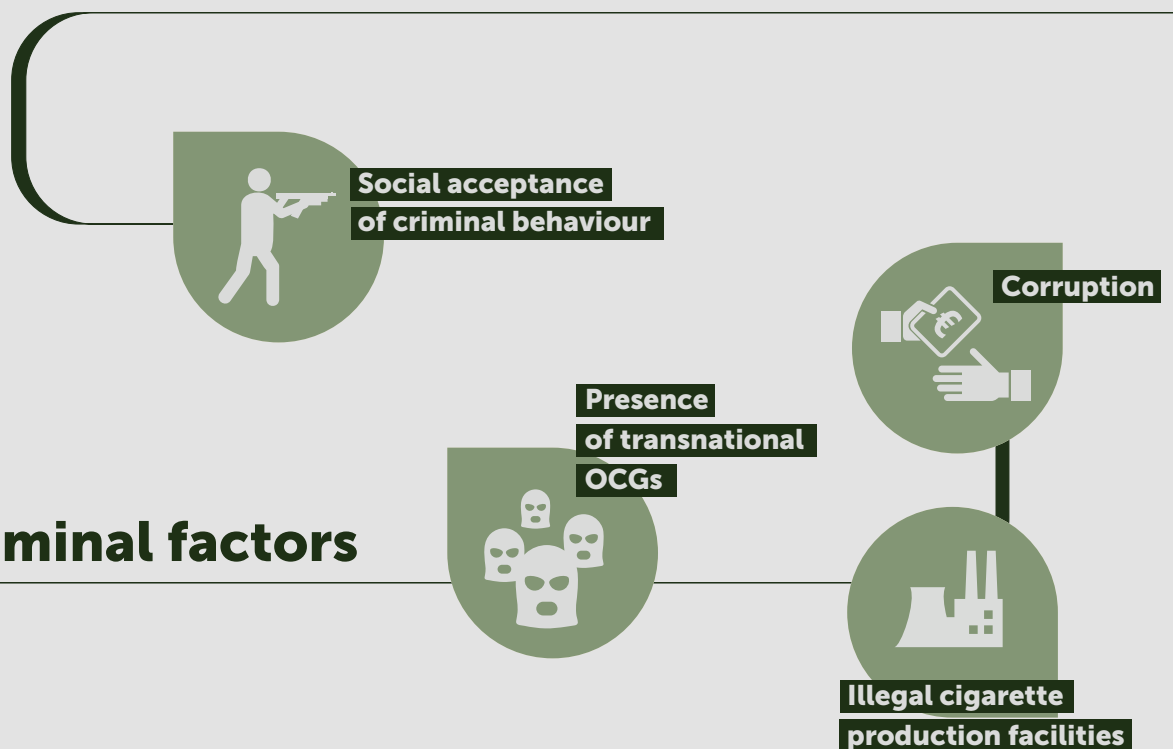 Social acceptance
of criminal behaviour
Corruption
Presence
of transnational
OCGs
minal factors
Illegal cigarette
production facilities